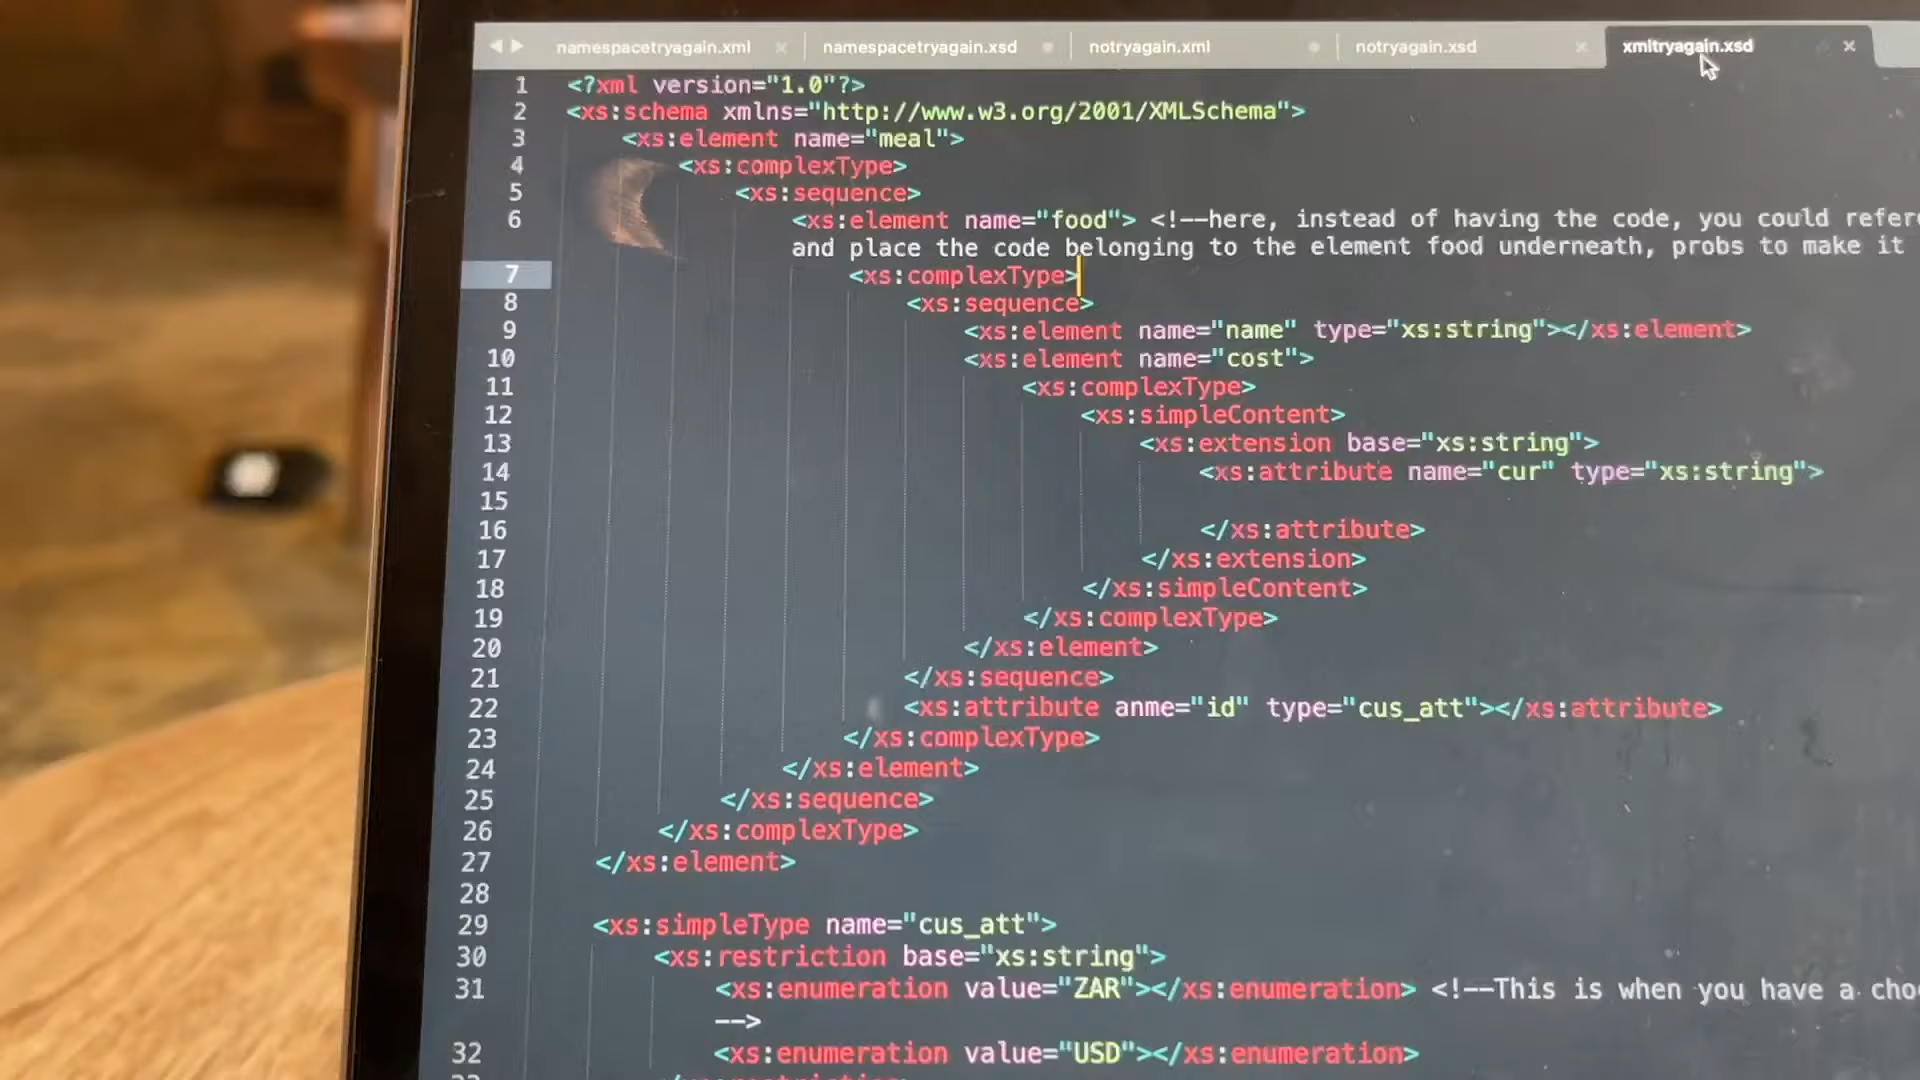 namespacetryagain.xml namespacetryagain.xsd notryagain.xml notryagain.xsd xmltryagain.xsd
1 <?xml version="1.0"?>
2 <xs:schema xmlns="http://www.w3.org/2001/XMLSchema">
3 <xs:element name="meal">
4 <xs:complexType>
5 <xs:sequence>
6 <xs:element name="food"> <!--here, instead of having the code, you could
and place the code belonging to the element food underneath, probs to make it
7 <xs:complexType>
8 <xs:sequence>
9 <xs:element name="name" type="xs:string"></xs:element>
10 <xs:element name="cost">
11 <xs:complexType>
12 <xs:simpleContent>
13 <xs:extension base="xs:string">
14 <xs:attribute name="cur" type="xs:string">
15
16 </xs:attribute>
17 </xs:extension>
18 </xs:simpleContent>
19 </xs:complexType>
20 </xs:element>
21 </xs:sequence>
22 <xs:attribute anme="id" type="cus_att"></xs:attribute>
23 </xs:complexType>
24 </xs:element>
25 </xs:sequence>
26 </xs:complexType>
27 </xs:element>
28
29 <xs:simpleType name="cus_att">
30 <xs:restriction base="xs:string">
31 <xs:enumeration value="ZAR"></xs:enumeration> <!--This is when you have a
-->
32 <xs:enumeration value="USD"></xs:enumeration>